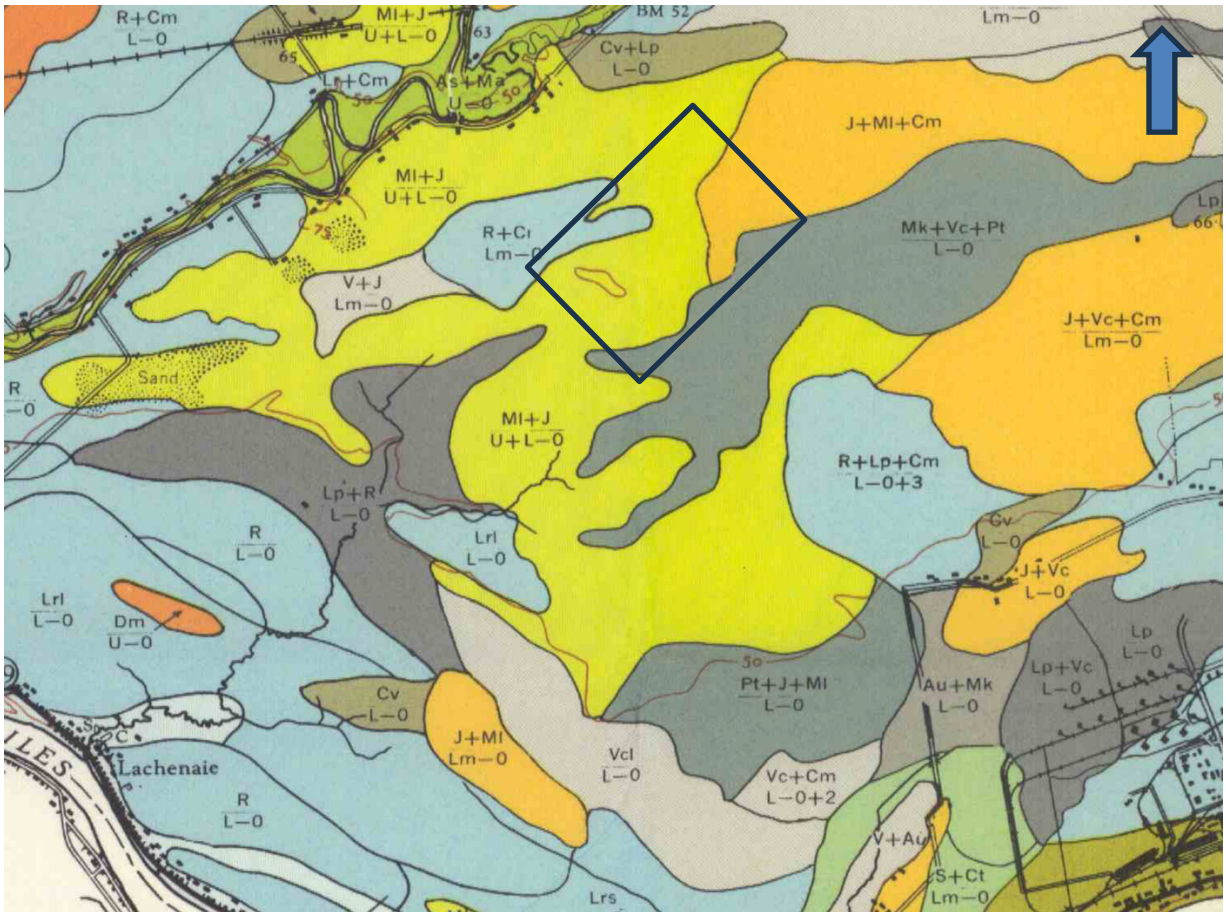 R+Cm
L—0
Ml+J
U+L—0
65
63
BM 52
Lm—0
Cv+Lp
L—0
Lr+Cm
50
As+Ma
U—0
50
J+Ml+Cm
Ml+J
U+L—0
75
R+Cr
Lm—0
V+J
Lm—0
Mk+Vc+Pt
L—0
Lp
66
J+Vc+Cm
Lm—0
Sand
R
—0
Ml+J
U+L—0
R+Lp+Cm
L—0+3
Lp+R
L—0
R
L—0
Lrl
L—0
Cv
L—0
J+Vc
L—0
Lrl
L—0
Dm
U—0
50
Pt+J+Ml
L—0
Au+Mk
L—0
Lp+Vc
L—0
Lp
L—0
Cv
L—0
J+Ml
Lm—0
Vcl
L—0
Vc+Cm
L—0+2
ILES
Lachenaie
R
L—0
V+Au
S+Ct
Lm—0
Lrs